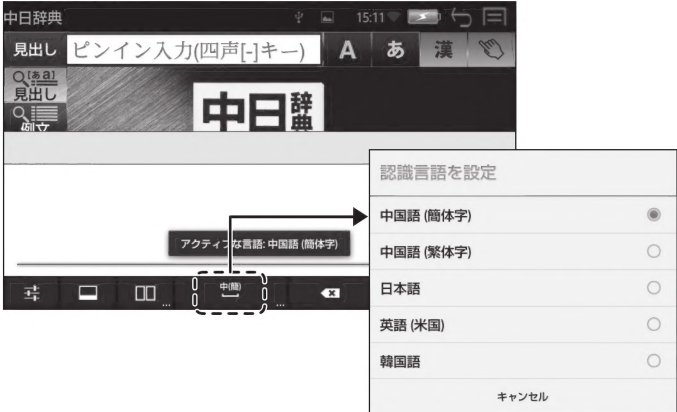 中日辞典
15:11
見出し ピンイン入力(四声[-]キー) A あ 漢
[あa]
見出し
例文
中日辞典
アクティブな言語: 中国語 (簡体字)
中(簡)
認識言語を設定
中国語 (簡体字)
中国語 (繁体字)
日本語
英語 (米国)
韓国語
キャンセル